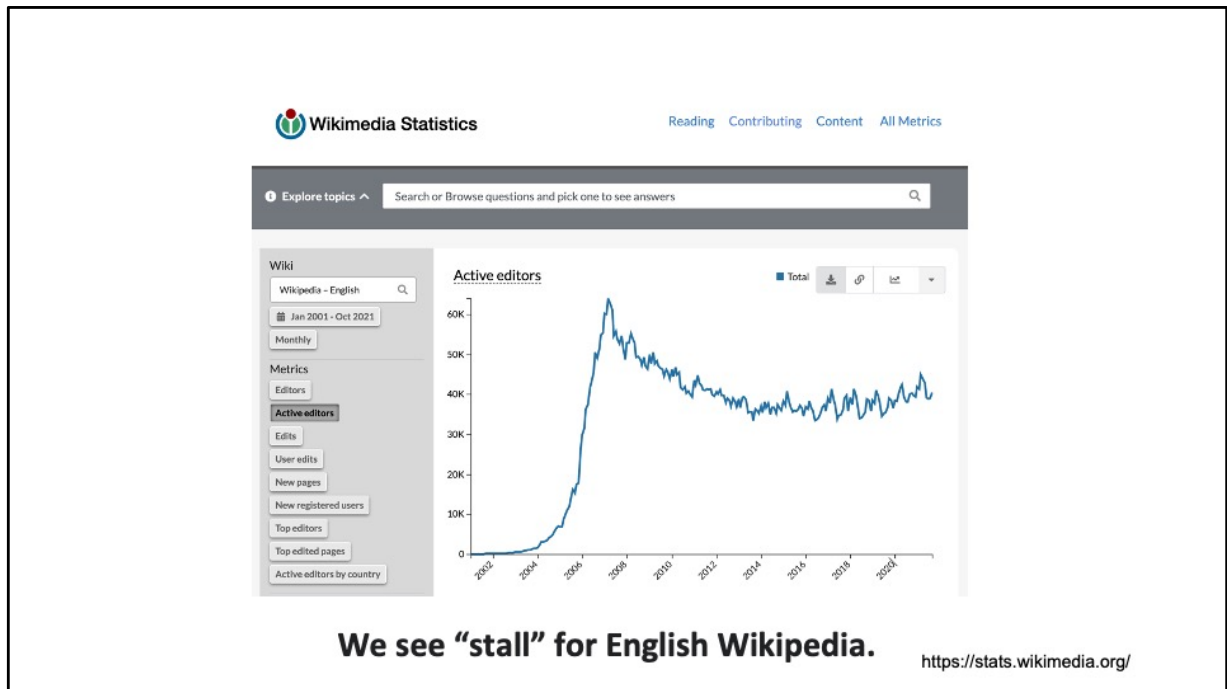 Wikimedia Statistics
Reading Contributing Content All Metrics
Explore topics
Search or Browse questions and pick one to see answers
Wiki
Wikipedia – English
Jan 2001 - Oct 2021
Monthly
Metrics
Editors
Active editors
Edits
User edits
New pages
New registered users
Top editors
Top edited pages
Active editors by country
Active editors
Total
60K
50K
40K
30K
20K
10K
0
2002 2004 2006 2008 2010 2012 2014 2016 2018 2020
We see “stall” for English Wikipedia.
https://stats.wikimedia.org/